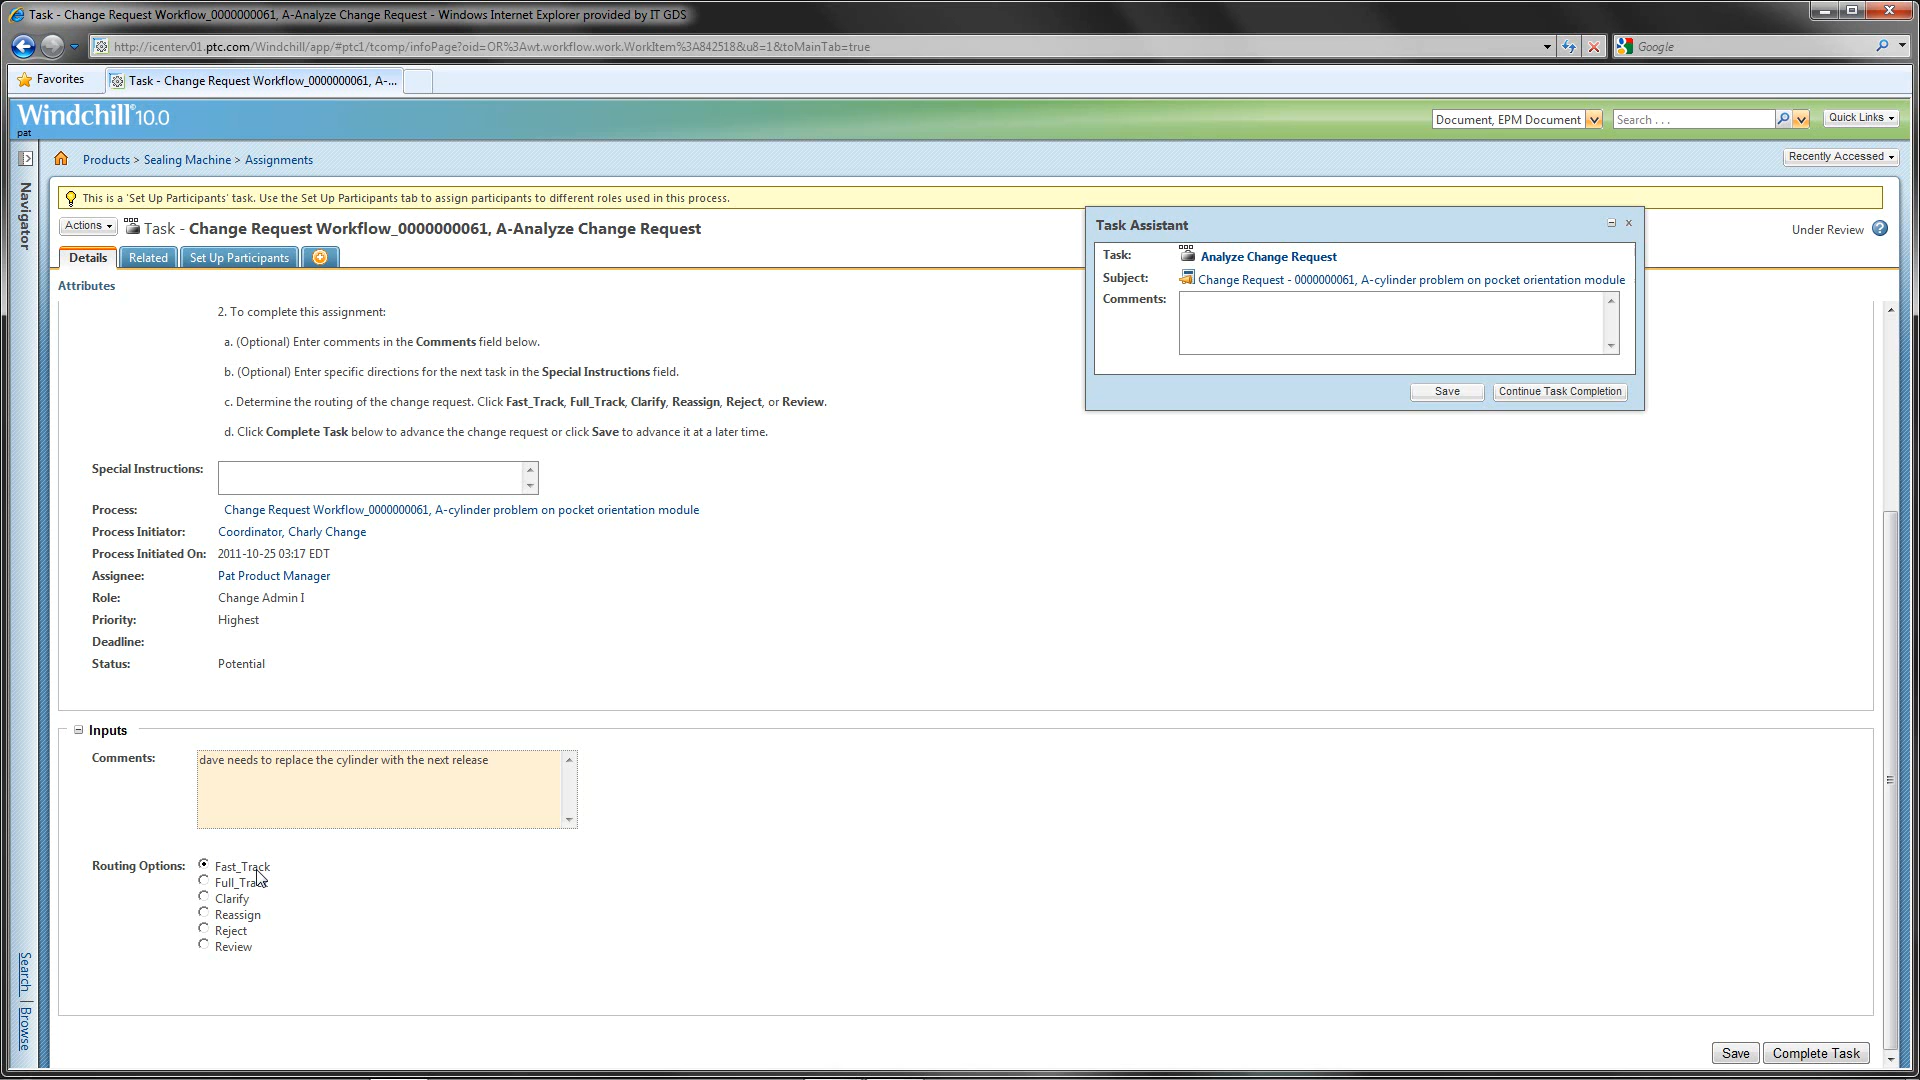 Task - Change Request Workflow_0000000061, A-Analyze Change Request - Windows Internet Explorer provided by IT GDS
http://icenterv01.ptc.com/Windchill/app/#ptc1/tcomp/infoPage?oid=OR%3Awt.workflow.work.WorkItem%3A842518&u8=1&toMainTab=true
Google
Favorites
Task - Change Request Workflow_0000000061, A-...
Windchill® 10.0
pat
Document, EPM Document
Search . . .
Quick Links
Products > Sealing Machine > Assignments
Recently Accessed
Navigator
This is a 'Set Up Participants' task. Use the Set Up Participants tab to assign participants to different roles used in this process.
Actions
Task - Change Request Workflow_0000000061, A-Analyze Change Request
Under Review
Details
Related
Set Up Participants
Attributes
Task Assistant
Task: Analyze Change Request
Subject: Change Request - 0000000061, A-cylinder problem on pocket orientation module
Comments:
Save
Continue Task Completion
2. To complete this assignment:
a. (Optional) Enter comments in the Comments field below.
b. (Optional) Enter specific directions for the next task in the Special Instructions field.
c. Determine the routing of the change request. Click Fast_Track, Full_Track, Clarify, Reassign, Reject, or Review.
d. Click Complete Task below to advance the change request or click Save to advance it at a later time.
Special Instructions:
Process: Change Request Workflow_0000000061, A-cylinder problem on pocket orientation module
Process Initiator: Coordinator, Charly Change
Process Initiated On: 2011-10-25 03:17 EDT
Assignee: Pat Product Manager
Role: Change Admin I
Priority: Highest
Deadline:
Status: Potential
Inputs
Comments: dave needs to replace the cylinder with the next release
Routing Options: Fast_Track
Full_Track
Clarify
Reassign
Reject
Review
Search
Browse
Save
Complete Task